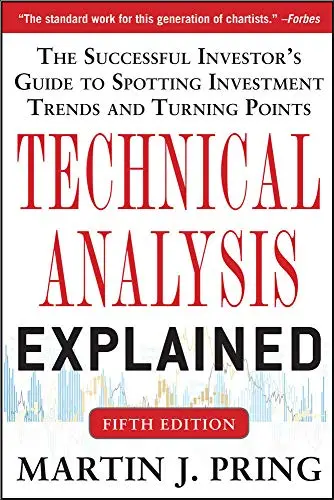 “The standard work for this generation of chartists.” —Forbes
The Successful Investor’s
Guide to Spotting Investment
Trends and Turning Points
TECHNICAL
ANALYSIS
EXPLAINED
FIFTH EDITION
MARTIN J. PRING